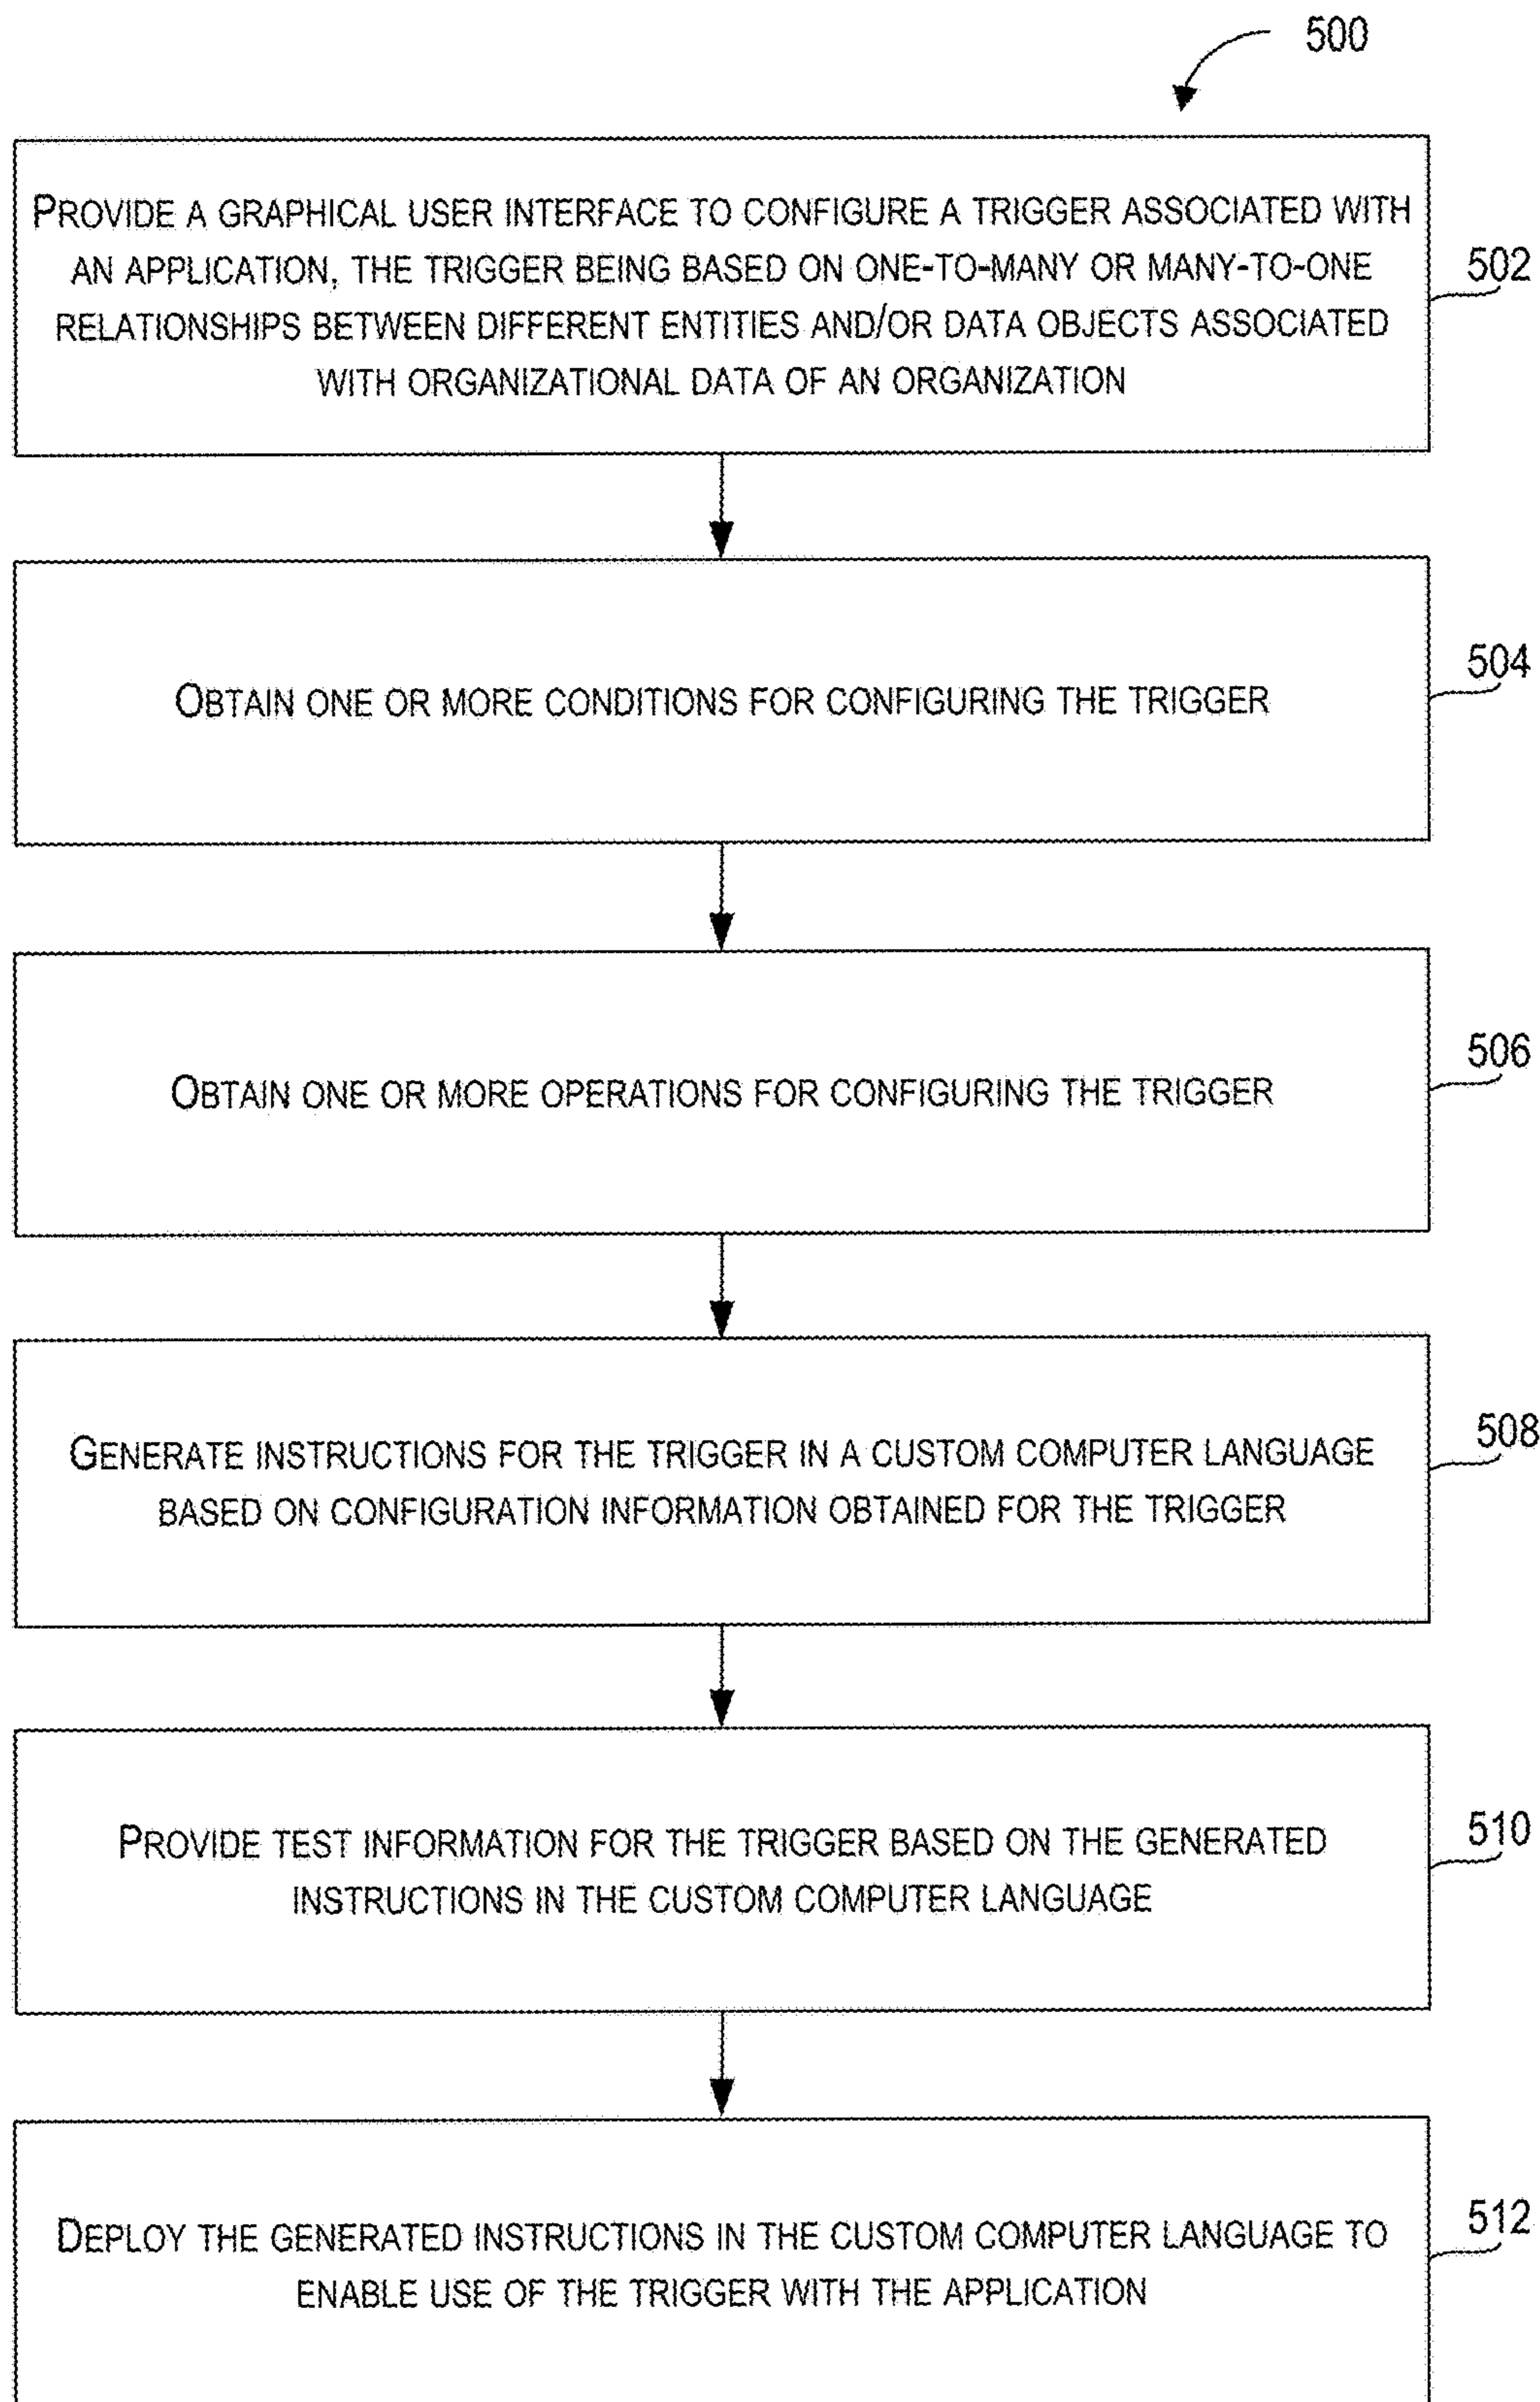 500
PROVIDE A GRAPHICAL USER INTERFACE TO CONFIGURE A TRIGGER ASSOCIATED WITH
AN APPLICATION, THE TRIGGER BEING BASED ON ONE-TO-MANY OR MANY-TO-ONE
RELATIONSHIPS BETWEEN DIFFERENT ENTITIES AND/OR DATA OBJECTS ASSOCIATED
WITH ORGANIZATIONAL DATA OF AN ORGANIZATION
502
OBTAIN ONE OR MORE CONDITIONS FOR CONFIGURING THE TRIGGER
504
OBTAIN ONE OR MORE OPERATIONS FOR CONFIGURING THE TRIGGER
506
GENERATE INSTRUCTIONS FOR THE TRIGGER IN A CUSTOM COMPUTER LANGUAGE
BASED ON CONFIGURATION INFORMATION OBTAINED FOR THE TRIGGER
508
PROVIDE TEST INFORMATION FOR THE TRIGGER BASED ON THE GENERATED
INSTRUCTIONS IN THE CUSTOM COMPUTER LANGUAGE
510
DEPLOY THE GENERATED INSTRUCTIONS IN THE CUSTOM COMPUTER LANGUAGE TO
ENABLE USE OF THE TRIGGER WITH THE APPLICATION
512